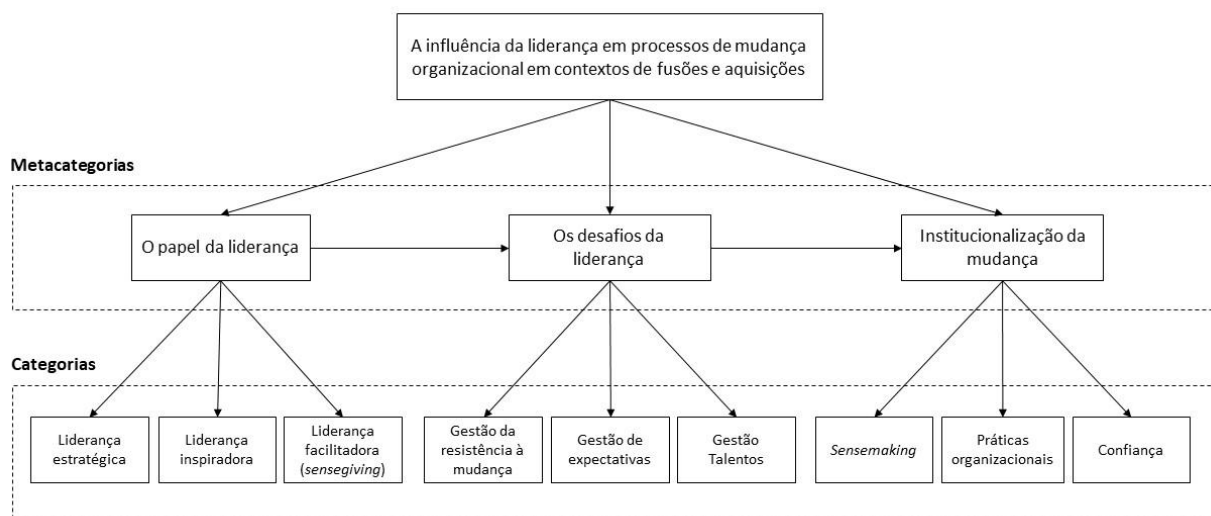 A influência da liderança em processos de mudança
organizacional em contextos de fusões e aquisições
Metacategorias
O papel da liderança
Os desafios da
liderança
Institucionalização da
mudança
Categorias
Liderança
estratégica
Liderança
inspiradora
Liderança
facilitadora
(sensegiving)
Gestão da
resistência à
mudança
Gestão de
expectativas
Gestão
Talentos
Sensemaking
Práticas
organizacionais
Confiança